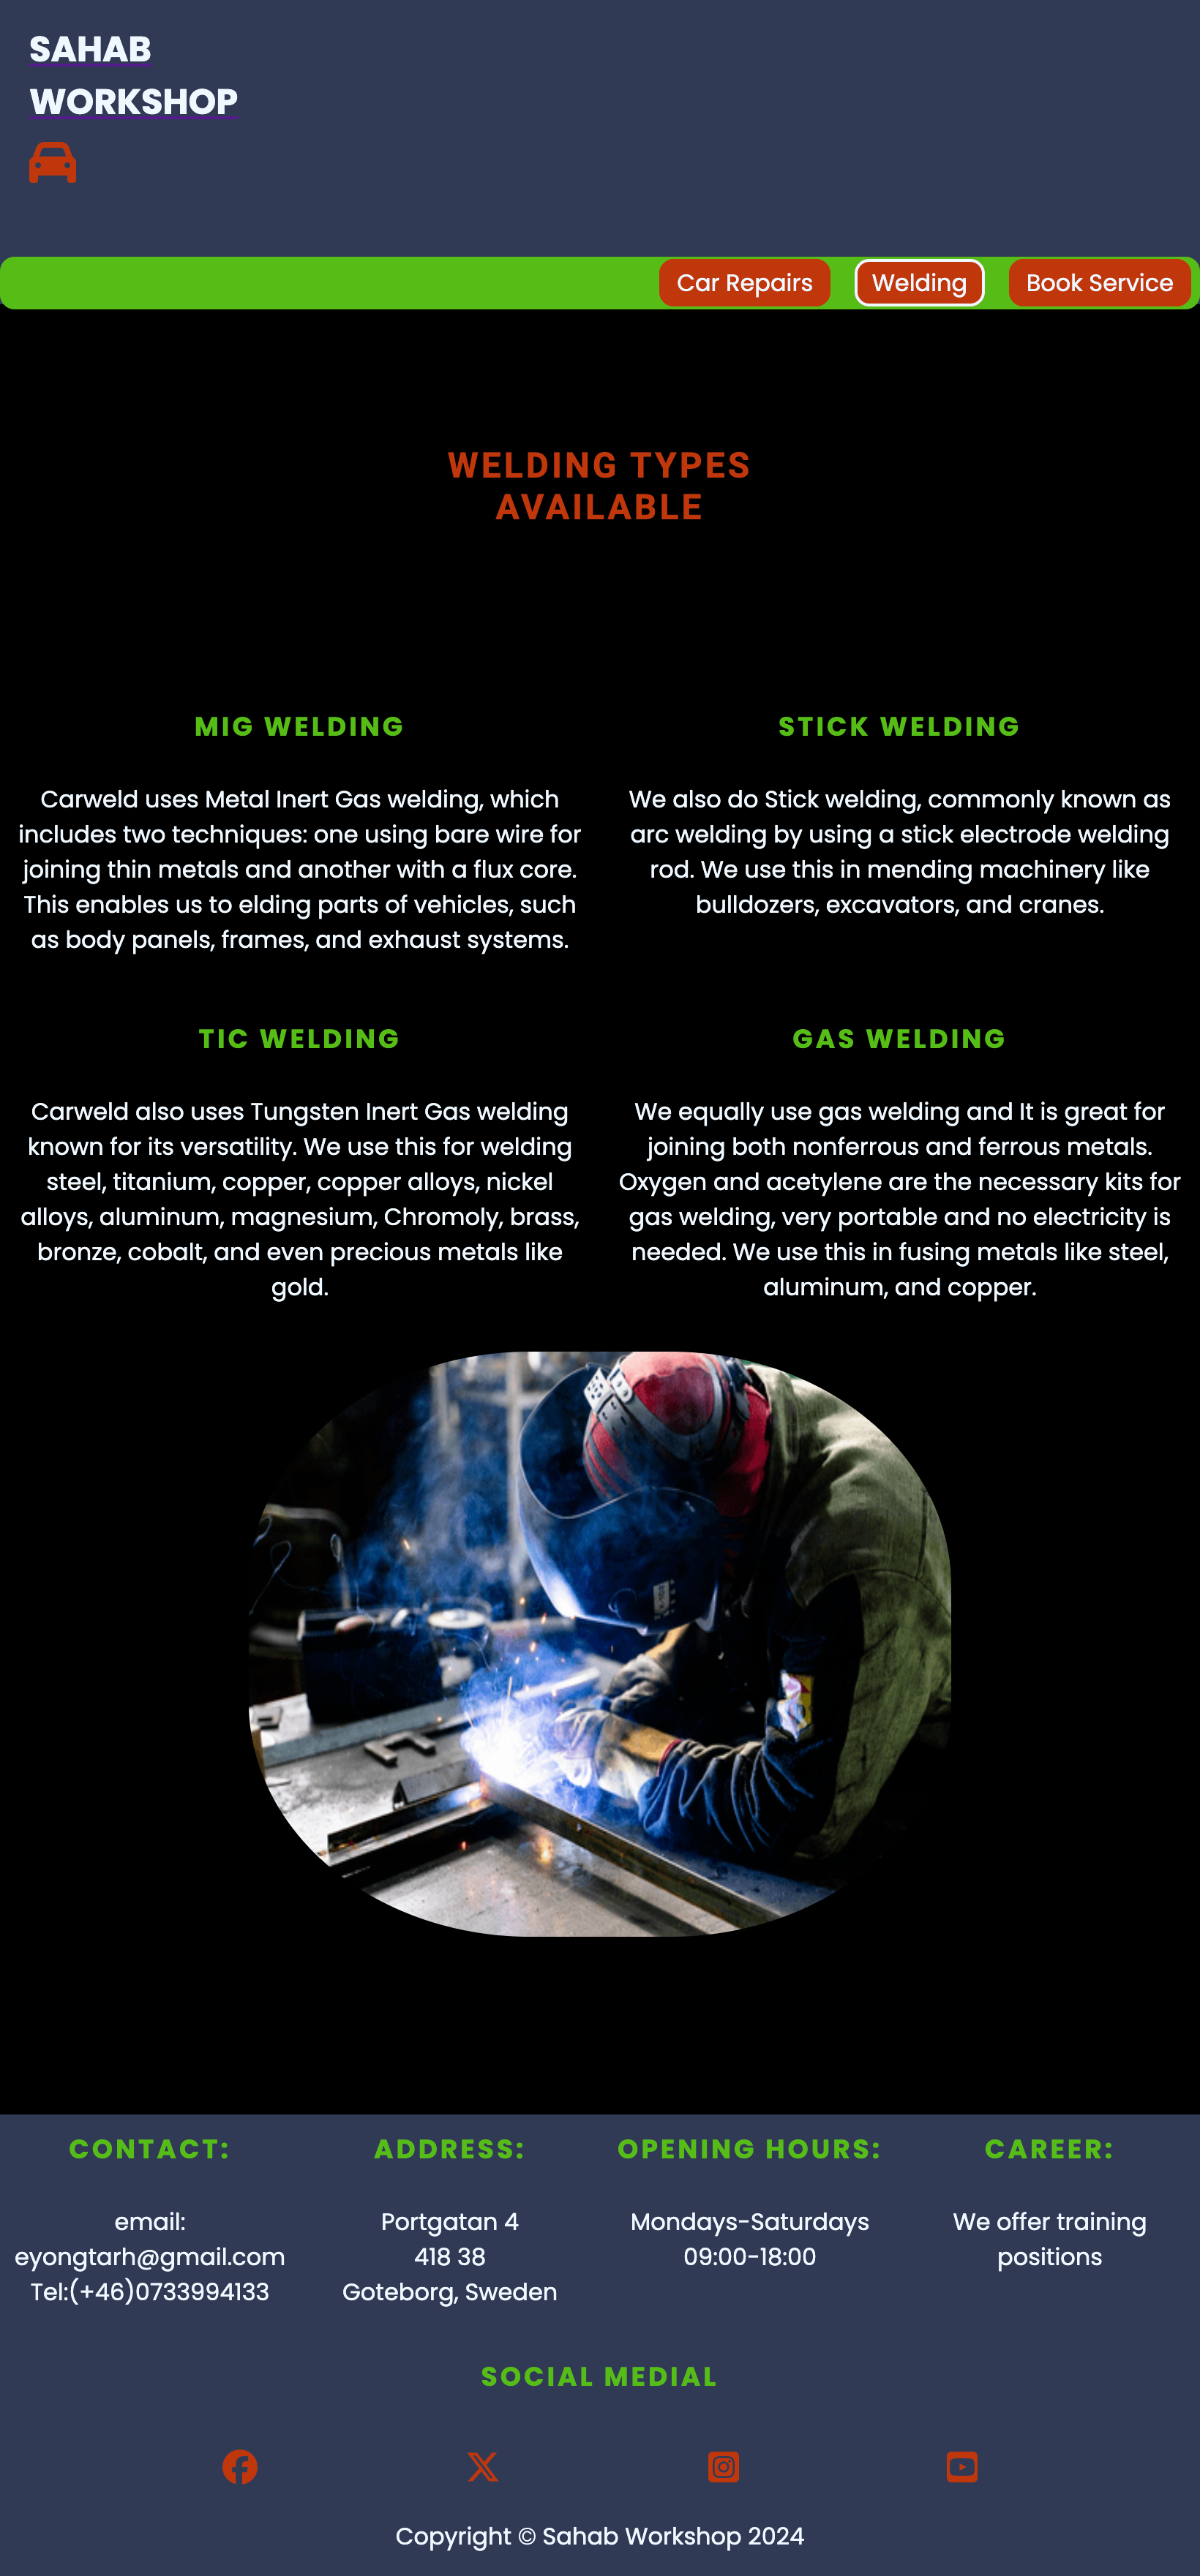 SAHAB
WORKSHOP
Car Repairs
Welding
Book Service
WELDING TYPES
AVAILABLE
MIG WELDING
Carweld uses Metal Inert Gas welding, which
includes two techniques: one using bare wire for
joining thin metals and another with a flux core.
This enables us to elding parts of vehicles, such
as body panels, frames, and exhaust systems.
STICK WELDING
We also do Stick welding, commonly known as
arc welding by using a stick electrode welding
rod. We use this in mending machinery like
bulldozers, excavators, and cranes.
TIC WELDING
Carweld also uses Tungsten Inert Gas welding
known for its versatility. We use this for welding
steel, titanium, copper, copper alloys, nickel
alloys, aluminum, magnesium, Chromoly, brass,
bronze, cobalt, and even precious metals like
gold.
GAS WELDING
We equally use gas welding and It is great for
joining both nonferrous and ferrous metals.
Oxygen and acetylene are the necessary kits for
gas welding, very portable and no electricity is
needed. We use this in fusing metals like steel,
aluminum, and copper.
CONTACT:
email:
eyongtarh@gmail.com
Tel:(+46)0733994133
ADDRESS:
Portgatan 4
418 38
Goteborg, Sweden
OPENING HOURS:
Mondays-Saturdays
09:00-18:00
CAREER:
We offer training
positions
SOCIAL MEDIAL
Copyright © Sahab Workshop 2024